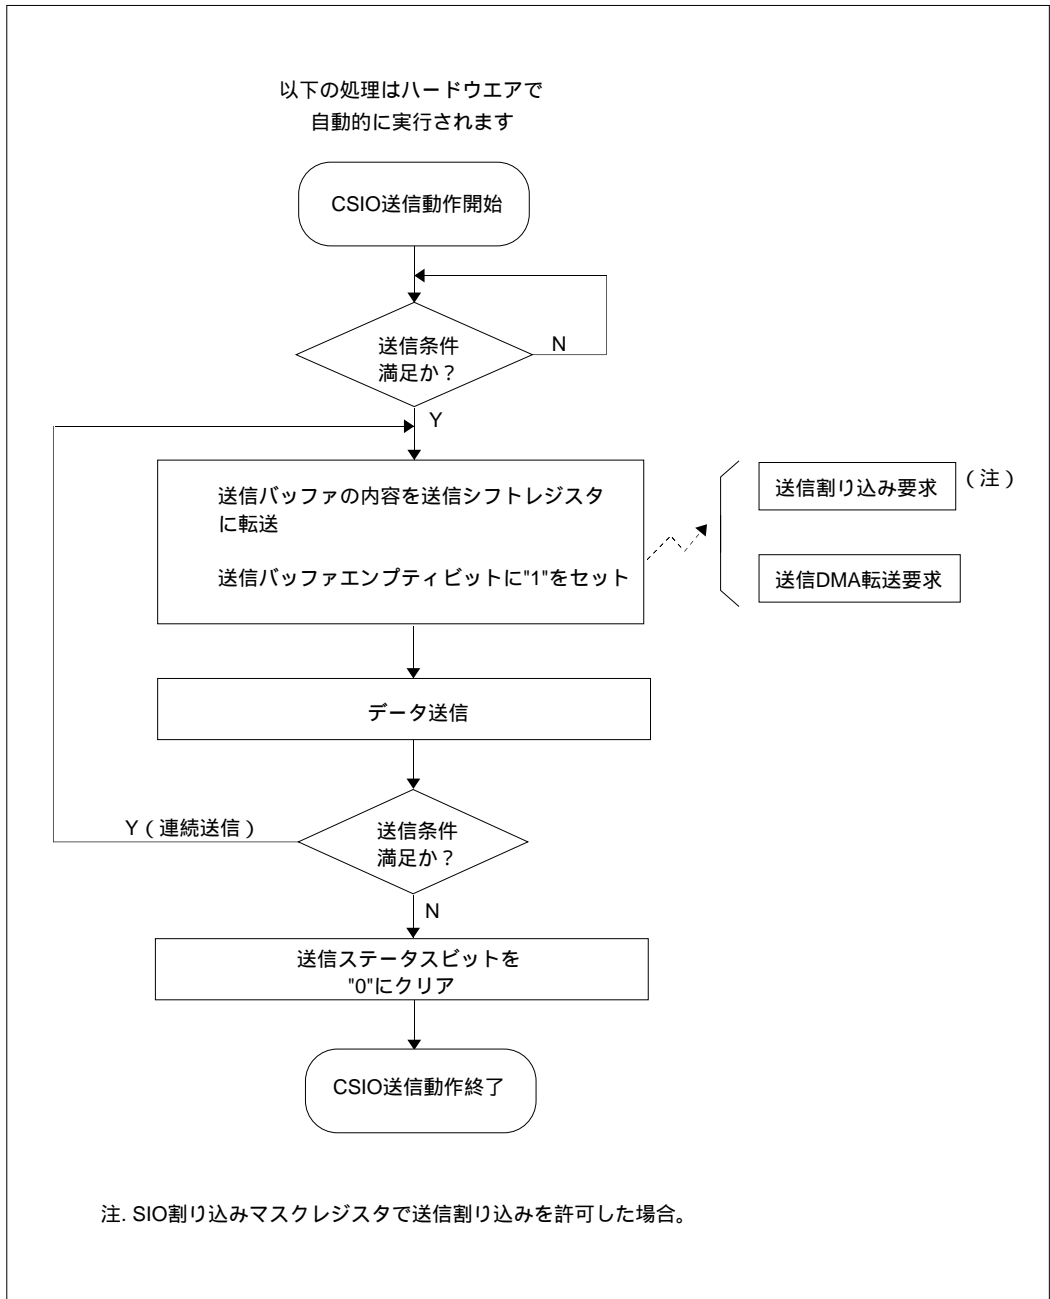 以下の処理はハードウエアで
自動的に実行されます
CSIO送信動作開始
送信条件
満足か？
N
Y
送信バッファの内容を送信シフトレジスタ
に転送
送信バッファエンプティビットに"1"をセット
送信割り込み要求
（注）
送信DMA転送要求
データ送信
送信条件
満足か？
Y（連続送信）
N
送信ステータスビットを
"0"にクリア
CSIO送信動作終了
注. SIO割り込みマスクレジスタで送信割り込みを許可した場合。